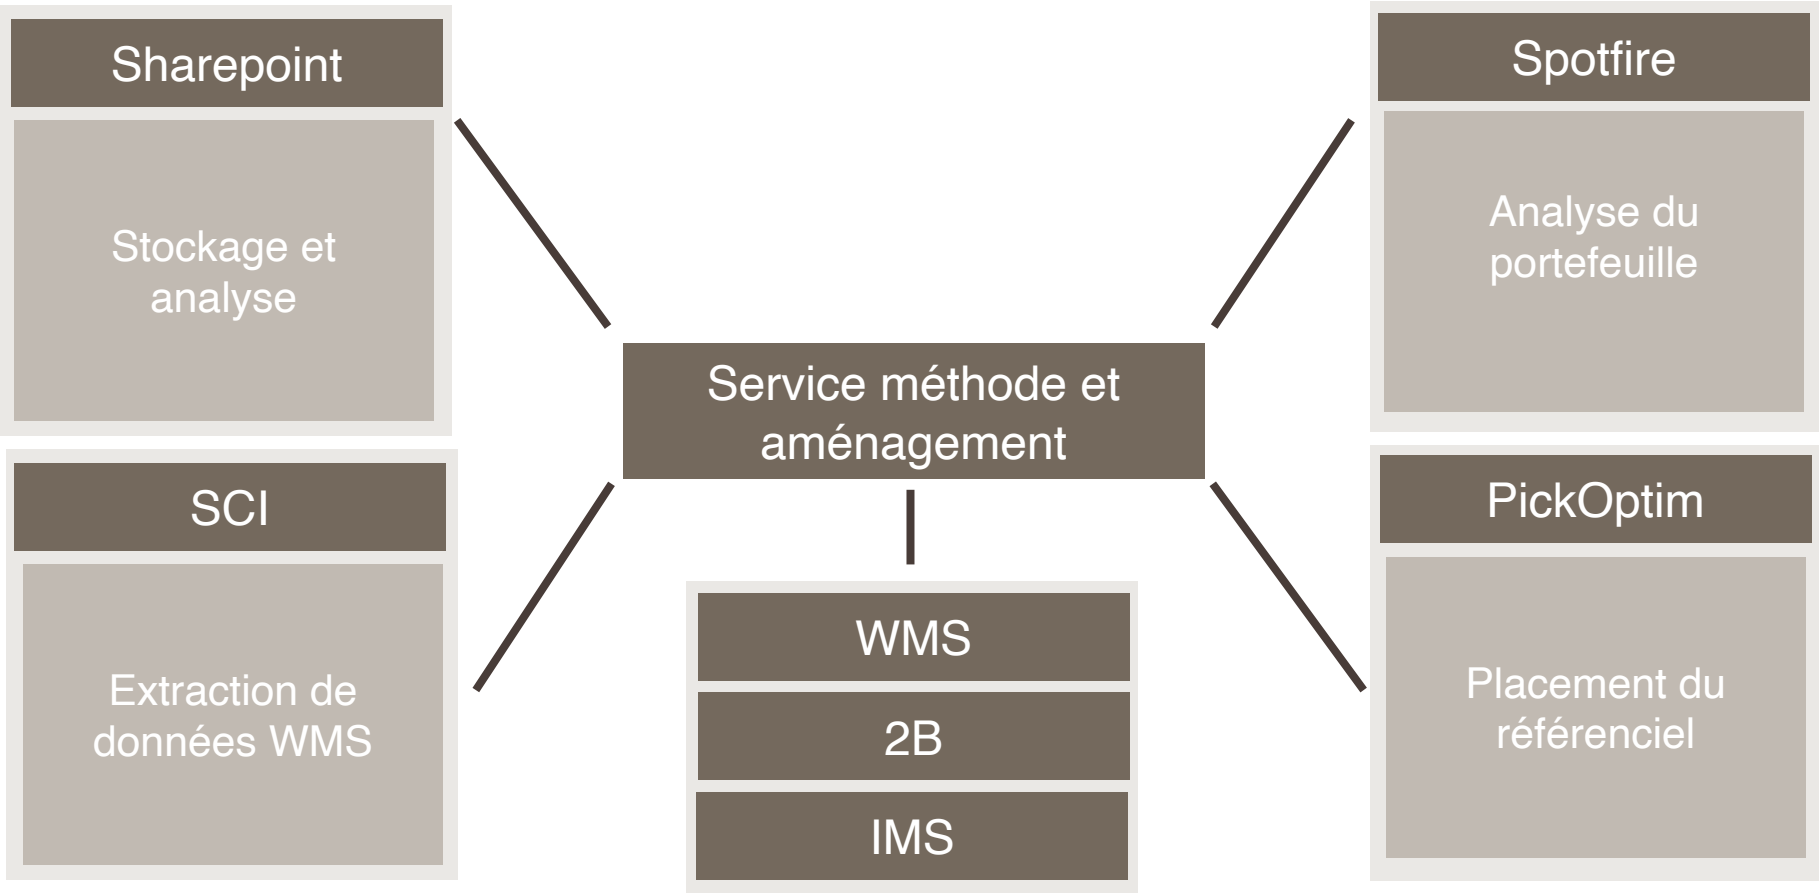 Sharepoint
Stockage et
analyse
Spotfire
Analyse du
portefeuille
Service méthode et
aménagement
SCI
Extraction de
données WMS
WMS
2B
IMS
PickOptim
Placement du
référenciel